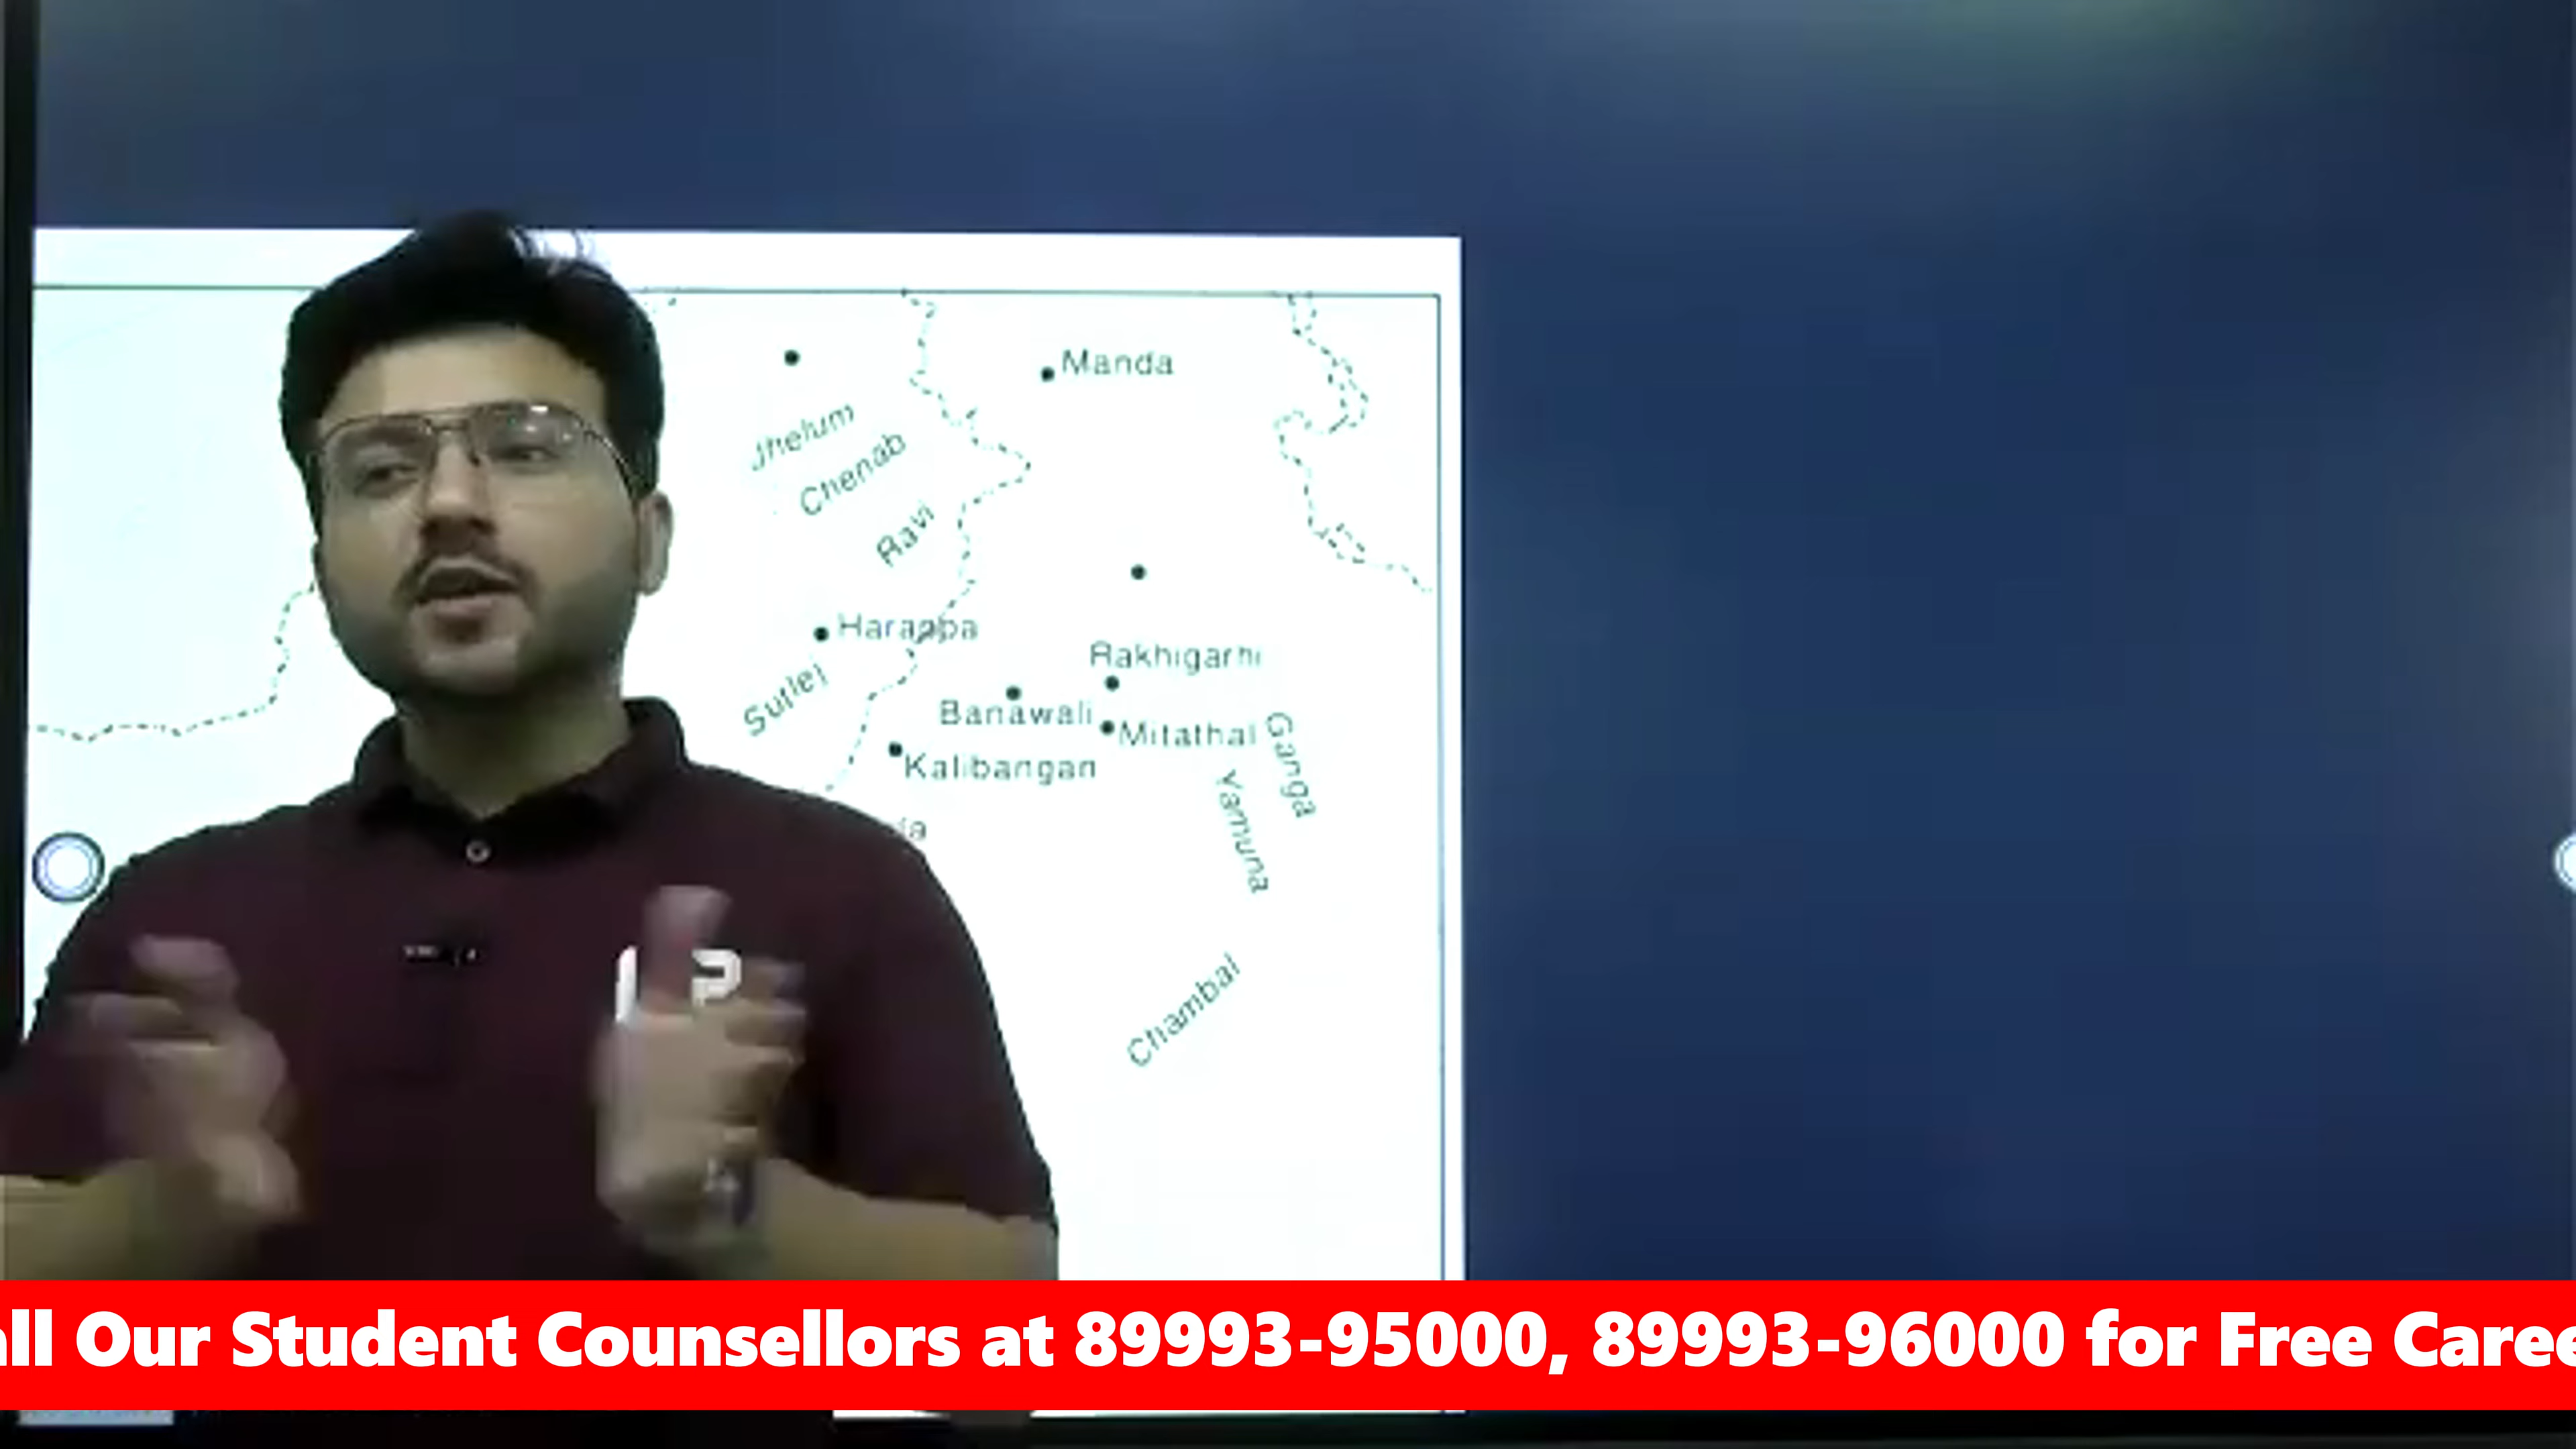 Manda
Jhelum
Chenab
Ravi
Harappa
Rakhigarhi
Sutlej
Banawali
Mitathal
Ganga
Kalibangan
Yamuna
Chambal
all Our Student Counsellors at 89993-95000, 89993-96000 for Free Caree